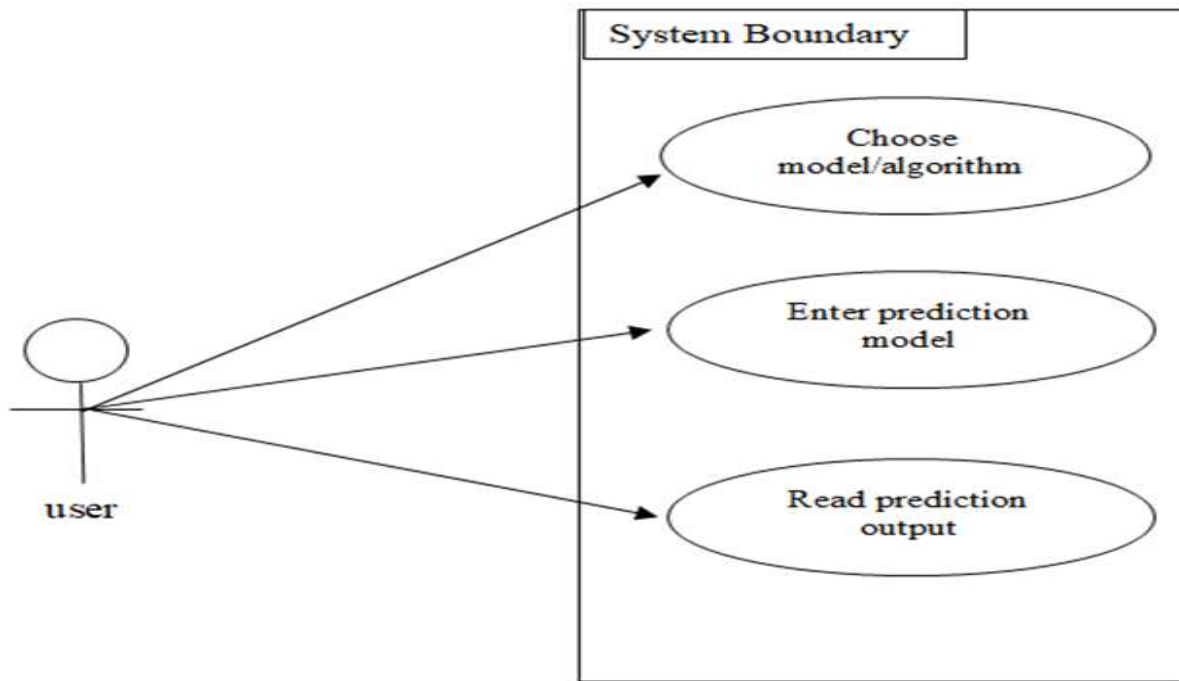 System Boundary
Choose
model/algorithm
Enter prediction
model
Read prediction
output
user